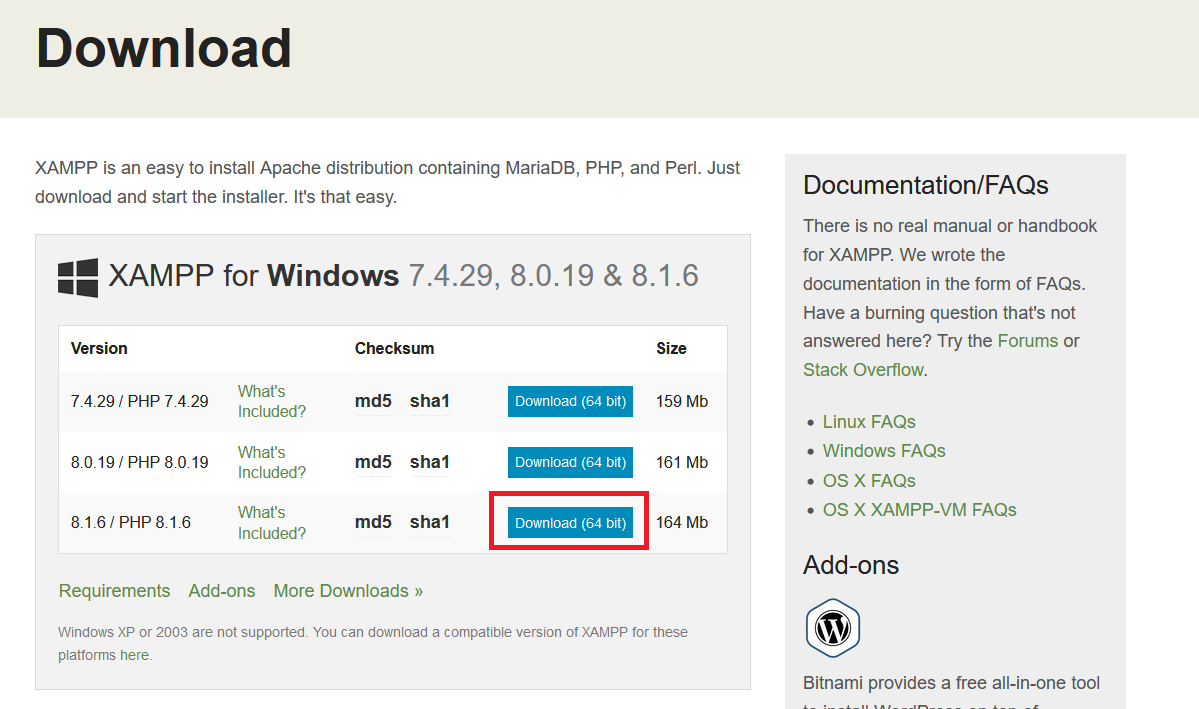 Download
XAMPP is an easy to install Apache distribution containing MariaDB, PHP, and Perl. Just
download and start the installer. It's that easy.
XAMPP for Windows 7.4.29, 8.0.19 & 8.1.6
Version Checksum Size
7.4.29 / PHP 7.4.29 What's Included? md5 sha1 Download (64 bit) 159 Mb
8.0.19 / PHP 8.0.19 What's Included? md5 sha1 Download (64 bit) 161 Mb
8.1.6 / PHP 8.1.6 What's Included? md5 sha1 Download (64 bit) 164 Mb
Requirements Add-ons More Downloads »
Windows XP or 2003 are not supported. You can download a compatible version of XAMPP for these
platforms here.
Documentation/FAQs
There is no real manual or handbook
for XAMPP. We wrote the
documentation in the form of FAQs.
Have a burning question that's not
answered here? Try the Forums or
Stack Overflow.
• Linux FAQs
• Windows FAQs
• OS X FAQs
• OS X XAMPP-VM FAQs
Add-ons
Bitnami provides a free all-in-one tool
to install WordPress on top of